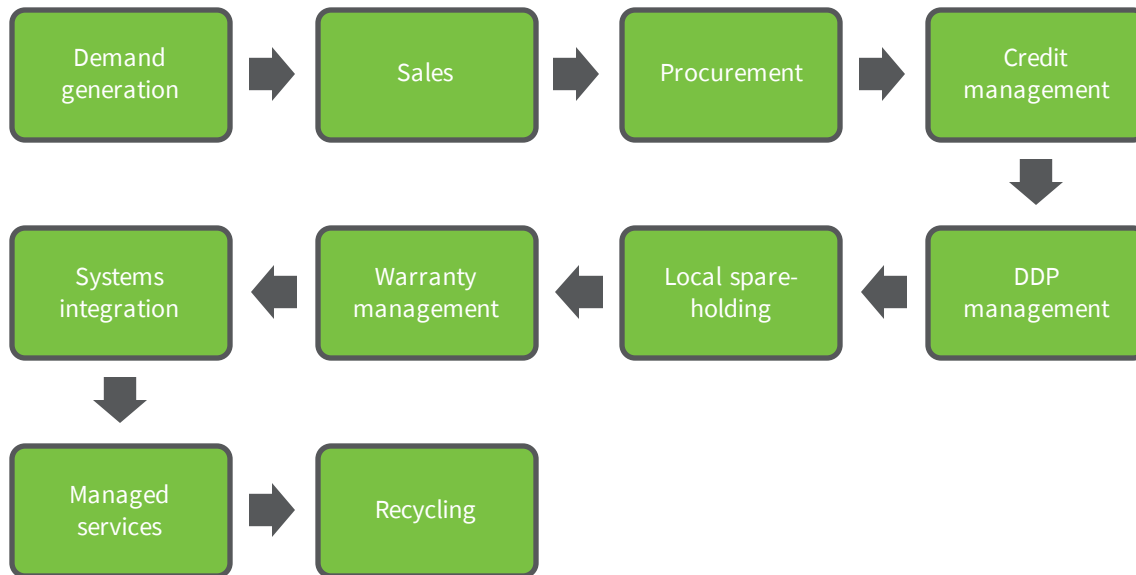 Demand
generation
Sales
Procurement
Credit
management
DDP
management
Local spare-
holding
Warranty
management
Systems
integration
Managed
services
Recycling